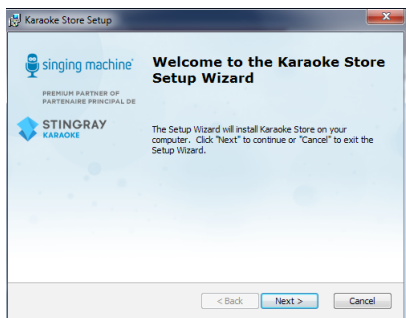 Karaoke Store Setup
singing machine®
PREMIUM PARTNER OF
PARTENAIRE PRINCIPAL DE
STINGRAY
KARAOKE
Welcome to the Karaoke Store
Setup Wizard
The Setup Wizard will install Karaoke Store on your
computer. Click "Next" to continue or "Cancel" to exit the
Setup Wizard.
< Back
Next >
Cancel